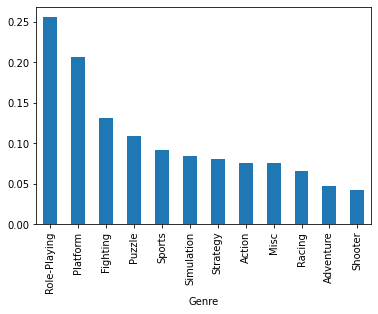 0.25
0.20
0.15
0.10
0.05
0.00
Role-Playing
Platform
Fighting
Puzzle
Sports
Simulation
Strategy
Action
Misc
Racing
Adventure
Shooter
Genre